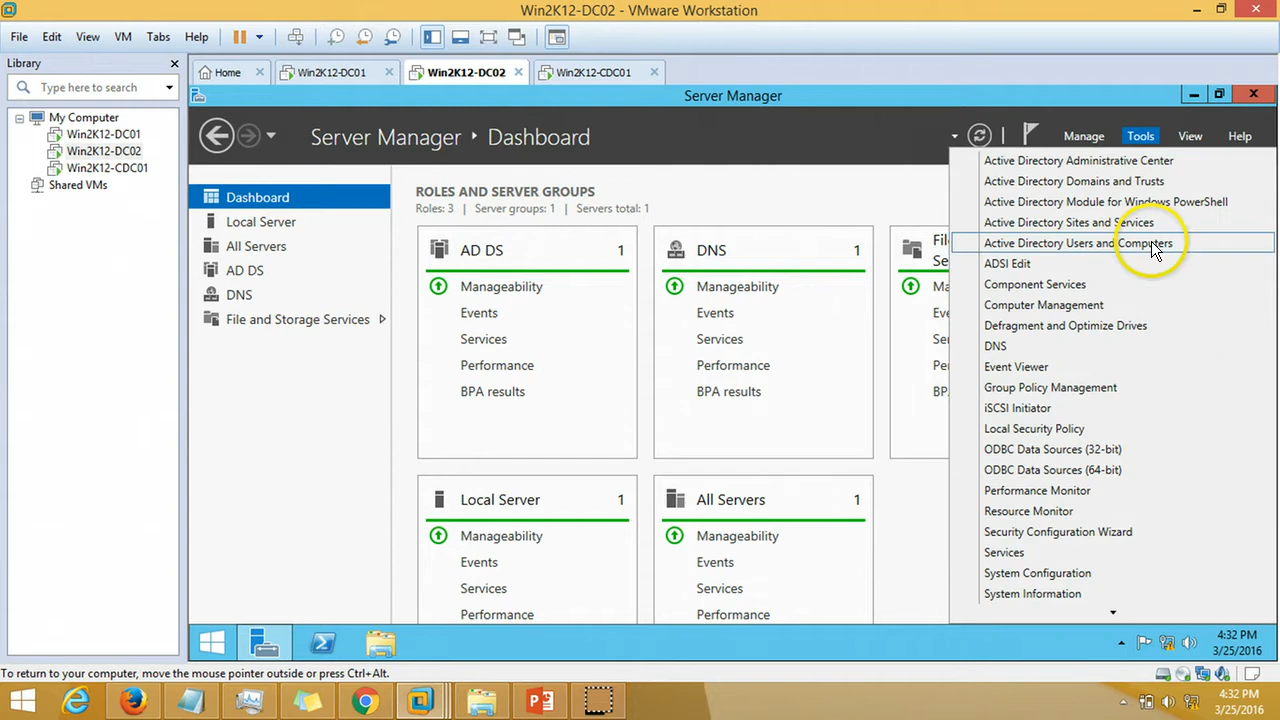 Win2K12-DC02 - VMware Workstation
File Edit View VM Tabs Help
Library
Type here to search
My Computer
Win2K12-DC01
Win2K12-DC02
Win2K12-CDC01
Shared VMs
Home Win2K12-DC01 Win2K12-DC02 Win2K12-CDC01
Server Manager
Server Manager Dashboard
Manage Tools View Help
Dashboard
Local Server
All Servers
AD DS
DNS
File and Storage Services
ROLES AND SERVER GROUPS
Roles: 3 | Server groups: 1 | Servers total: 1
AD DS 1
Manageability
Events
Services
Performance
BPA results
DNS 1
Manageability
Events
Services
Performance
BPA results
Local Server 1
Manageability
Events
Services
Performance
All Servers 1
Manageability
Events
Services
Performance
Active Directory Administrative Center
Active Directory Domains and Trusts
Active Directory Module for Windows PowerShell
Active Directory Sites and Services
Active Directory Users and Computers
ADSI Edit
Component Services
Computer Management
Defragment and Optimize Drives
DNS
Event Viewer
Group Policy Management
iSCSI Initiator
Local Security Policy
ODBC Data Sources (32-bit)
ODBC Data Sources (64-bit)
Performance Monitor
Resource Monitor
Security Configuration Wizard
Services
System Configuration
System Information
4:32 PM
3/25/2016
To return to your computer, move the mouse pointer outside or press Ctrl+Alt.
4:32 PM
3/25/2016